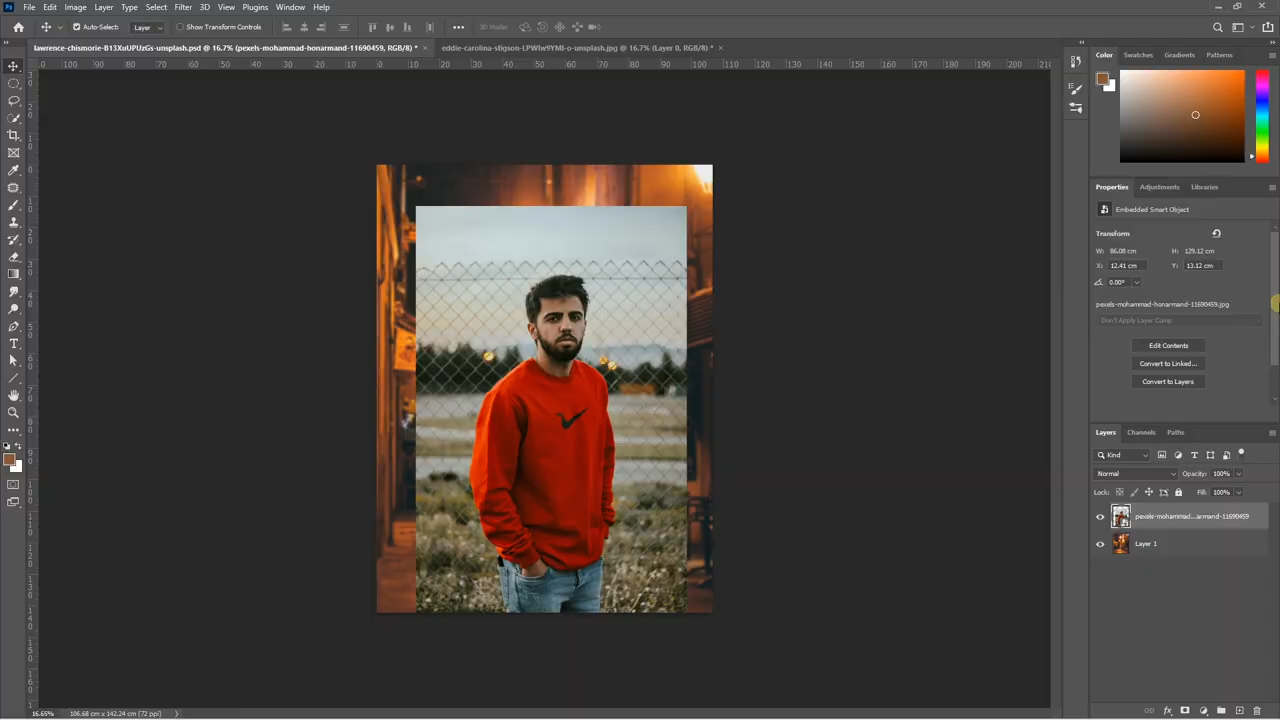 File Edit Image Layer Type Select Filter 3D View Plugins Window Help
Auto-Select: Layer Show Transform Controls 3D Modes:
lawrence-chismorie-B13XuUPUzGs-unsplash.psd @ 16.7% (pexels-mohammad-honarmand-11690459, RGB/8) *
eddie-carolina-stigson-LPWIw9YMl-o-unsplash.jpg @ 16.7% (Layer 0, RGB/8) *
Color Swatches Gradients Patterns
Properties Adjustments Libraries
Embedded Smart Object
Transform
W: 86.08 cm H: 129.12 cm
X: 12.41 cm Y: 13.12 cm
0.00°
pexels-mohammad-honarmand-11690459.jpg
Don't Apply Layer Comp
Edit Contents
Convert to Linked...
Convert to Layers
Layers Channels Paths
Kind
Normal Opacity: 100%
Lock: Fill: 100%
pexels-mohammad...armand-11690459
Layer 1
16.65% 106.68 cm x 142.24 cm (72 ppi)